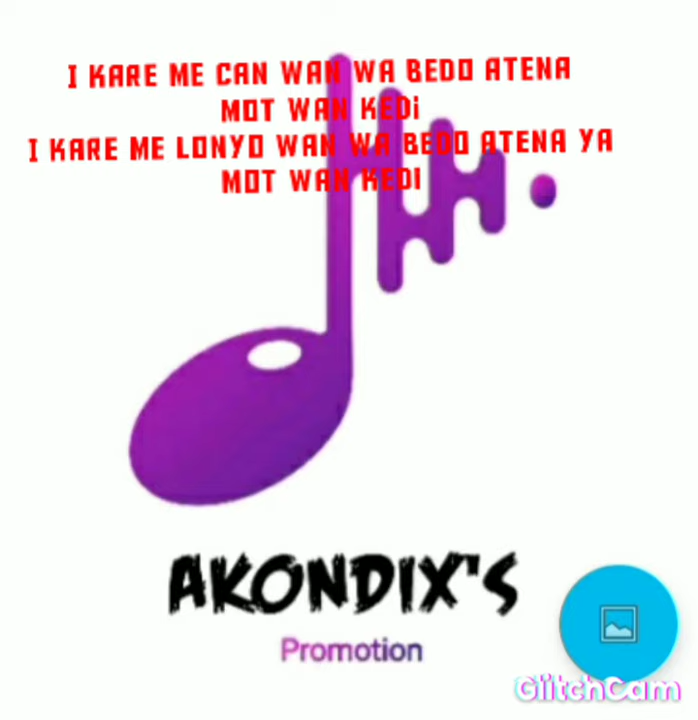 I KARE ME CAN WAN WA BEDO ATENA
MOT WAN KEDi
I KARE ME LONYO WAN WA BEDO ATENA YA
MOT WAN KEDI
AKONDIX'S
Promotion
GlitchCam